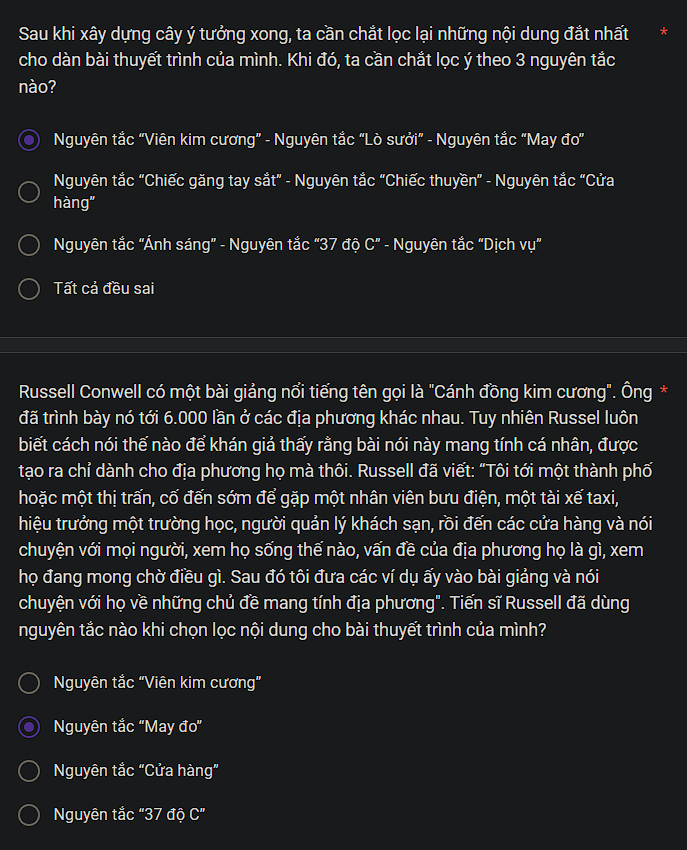 Sau khi xây dựng cây ý tưởng xong, ta cần chắt lọc lại những nội dung đắt nhất *
cho dàn bài thuyết trình của mình. Khi đó, ta cần chắt lọc ý theo 3 nguyên tắc
nào?
Nguyên tắc “Viên kim cương” - Nguyên tắc “Lò sưởi” - Nguyên tắc “May đo”
Nguyên tắc “Chiếc găng tay sắt” - Nguyên tắc “Chiếc thuyền” - Nguyên tắc “Cửa
hàng”
Nguyên tắc “Ánh sáng” - Nguyên tắc “37 độ C” - Nguyên tắc “Dịch vụ”
Tất cả đều sai
Russell Conwell có một bài giảng nổi tiếng tên gọi là "Cánh đồng kim cương". Ông *
đã trình bày nó tới 6.000 lần ở các địa phương khác nhau. Tuy nhiên Russel luôn
biết cách nói thế nào để khán giả thấy rằng bài nói này mang tính cá nhân, được
tạo ra chỉ dành cho địa phương họ mà thôi. Russell đã viết: “Tôi tới một thành phố
hoặc một thị trấn, cố đến sớm để gặp một nhân viên bưu điện, một tài xế taxi,
hiệu trưởng một trường học, người quản lý khách sạn, rồi đến các cửa hàng và nói
chuyện với mọi người, xem họ sống thế nào, vấn đề của địa phương họ là gì, xem
họ đang mong chờ điều gì. Sau đó tôi đưa các ví dụ ấy vào bài giảng và nói
chuyện với họ về những chủ đề mang tính địa phương". Tiến sĩ Russell đã dùng
nguyên tắc nào khi chọn lọc nội dung cho bài thuyết trình của mình?
Nguyên tắc “Viên kim cương”
Nguyên tắc “May đo”
Nguyên tắc “Cửa hàng”
Nguyên tắc “37 độ C”